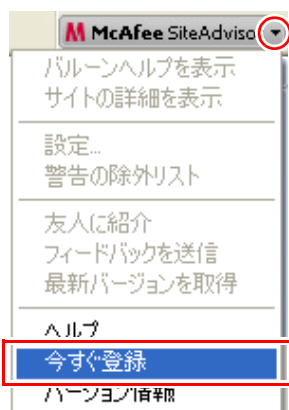 McAfee SiteAdviso
バルーンヘルプを表示
サイトの詳細を表示
設定...
警告の除外リスト
友人に紹介
フィードバックを送信
最新バージョンを取得
ヘルプ
今すぐ登録
バージョン情報